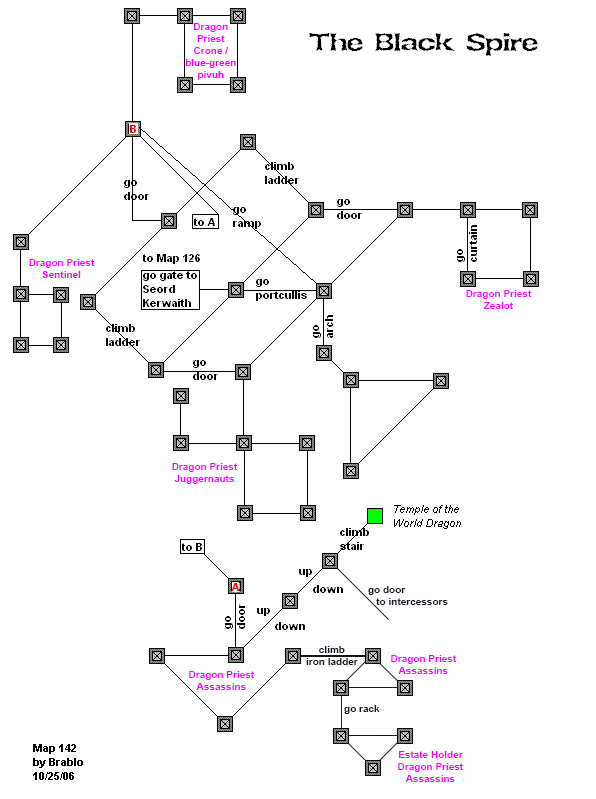 The Black Spire
Dragon
Priest
Crone /
blue-green
pivuh
B
climb
ladder
go
door
to A
go
ramp
go
door
go
curtain
Dragon Priest
Sentinel
to Map 126
go gate to
Seord
Kerwaith
go
portcullis
Dragon Priest
Zealot
climb
ladder
go
arch
go
door
Dragon Priest
Juggernauts
Temple of the
World Dragon
climb
stair
to B
up
down
go door
to intercessors
A
go
door
up
down
climb
iron ladder
Dragon Priest
Assassins
Dragon Priest
Assassins
go rack
Estate Holder
Dragon Priest
Assassins
Map 142
by Brablo
10/25/06